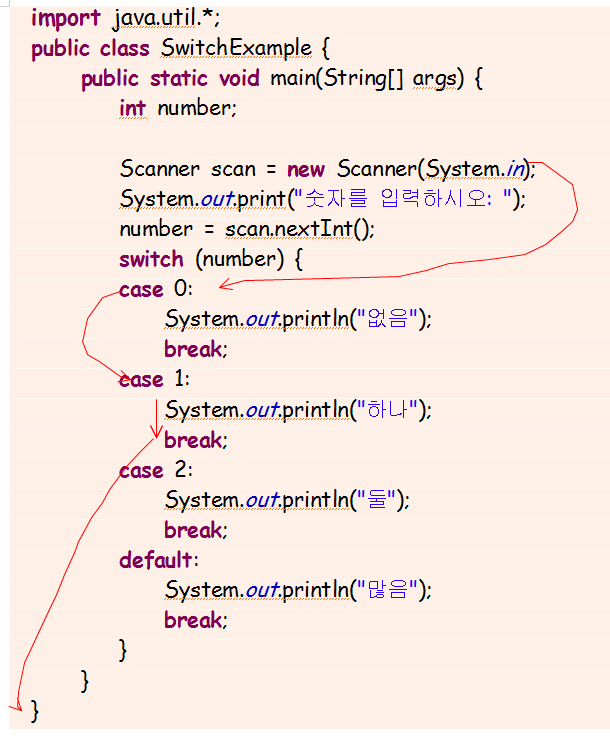 import java.util.*;
public class SwitchExample {
public static void main(String[] args) {
int number;
Scanner scan = new Scanner(System.in);
System.out.print("숫자를 입력하시오: ");
number = scan.nextInt();
switch (number) {
case 0:
System.out.println("없음");
break;
case 1:
System.out.println("하나");
break;
case 2:
System.out.println("둘");
break;
default:
System.out.println("많음");
break;
}
}
}